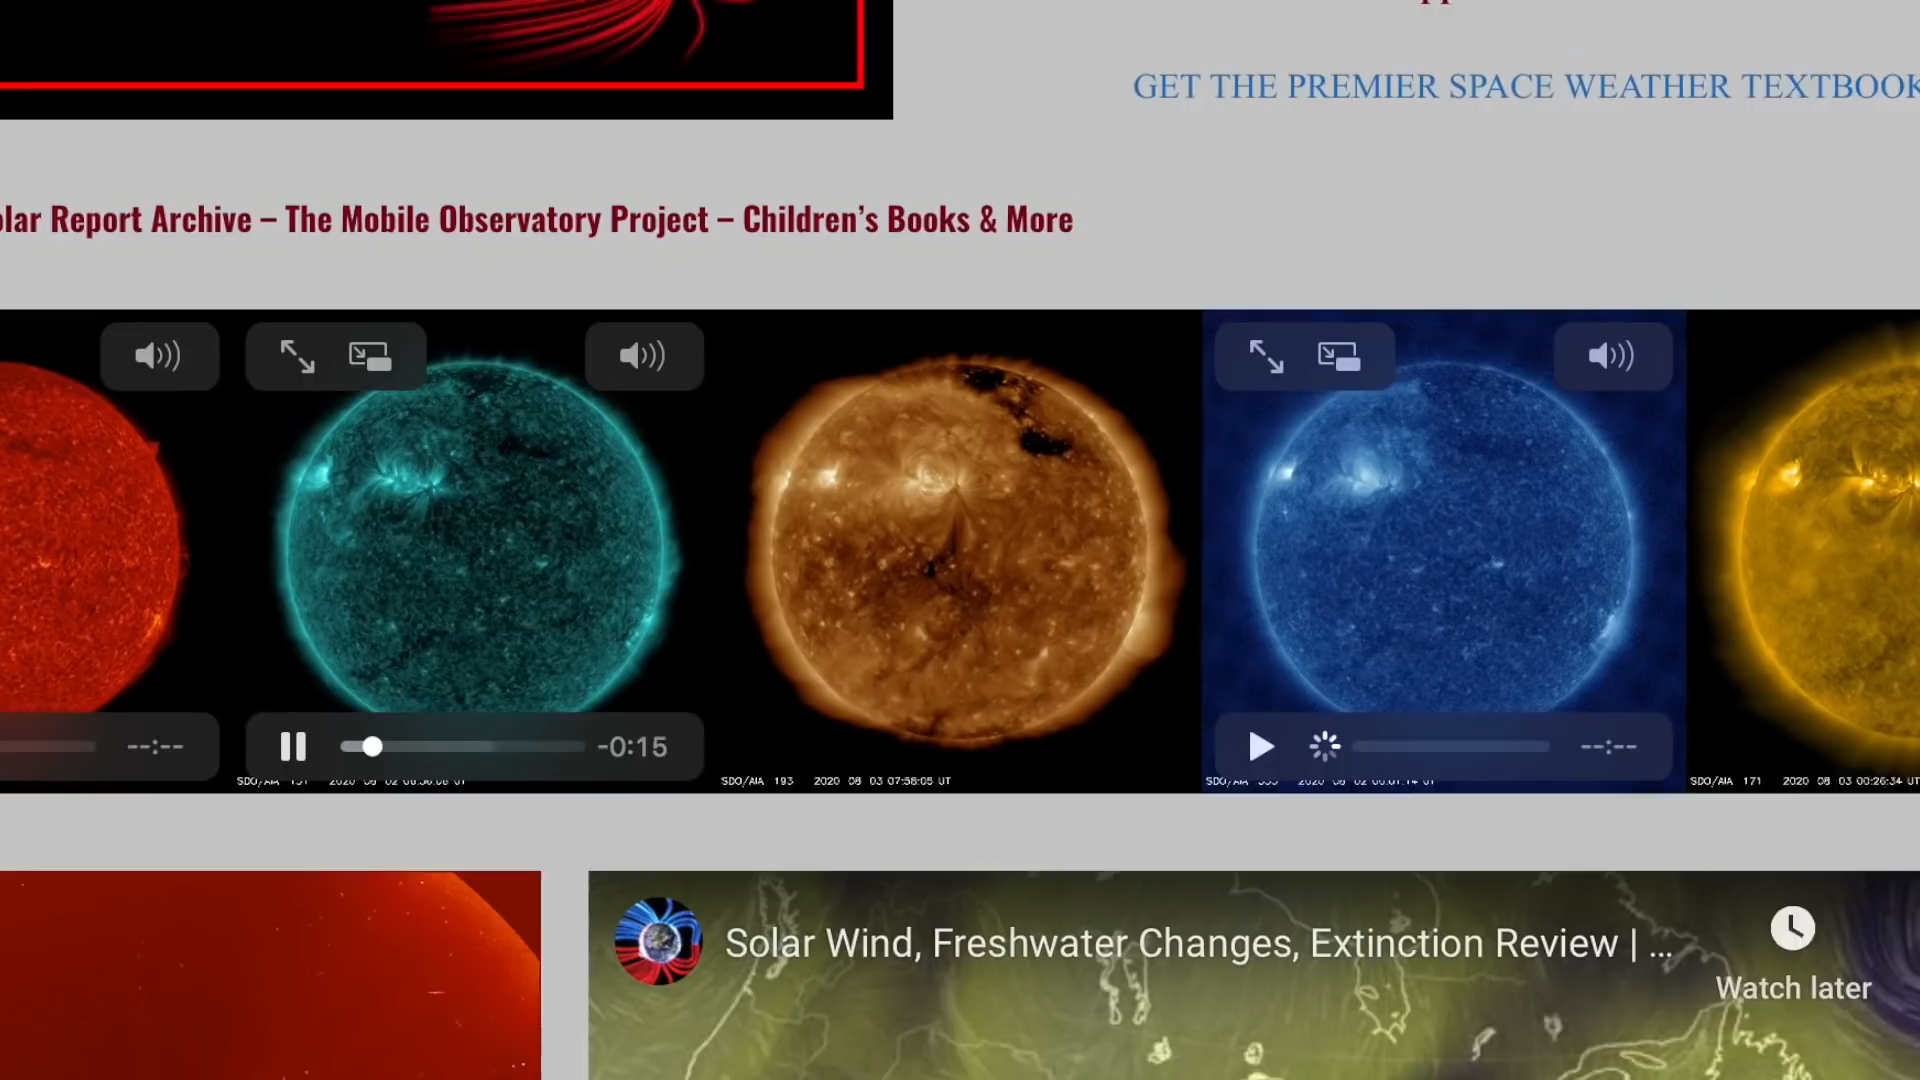 GET THE PREMIER SPACE WEATHER TEXTBOOK
olar Report Archive – The Mobile Observatory Project – Children’s Books & More
--:--
-0:15
--:--
SDO/AIA 193 2020 08 03 07:58:05 UT
SDO/AIA 171 2020 08 03 00:26:34 UT
Solar Wind, Freshwater Changes, Extinction Review | ...
Watch later